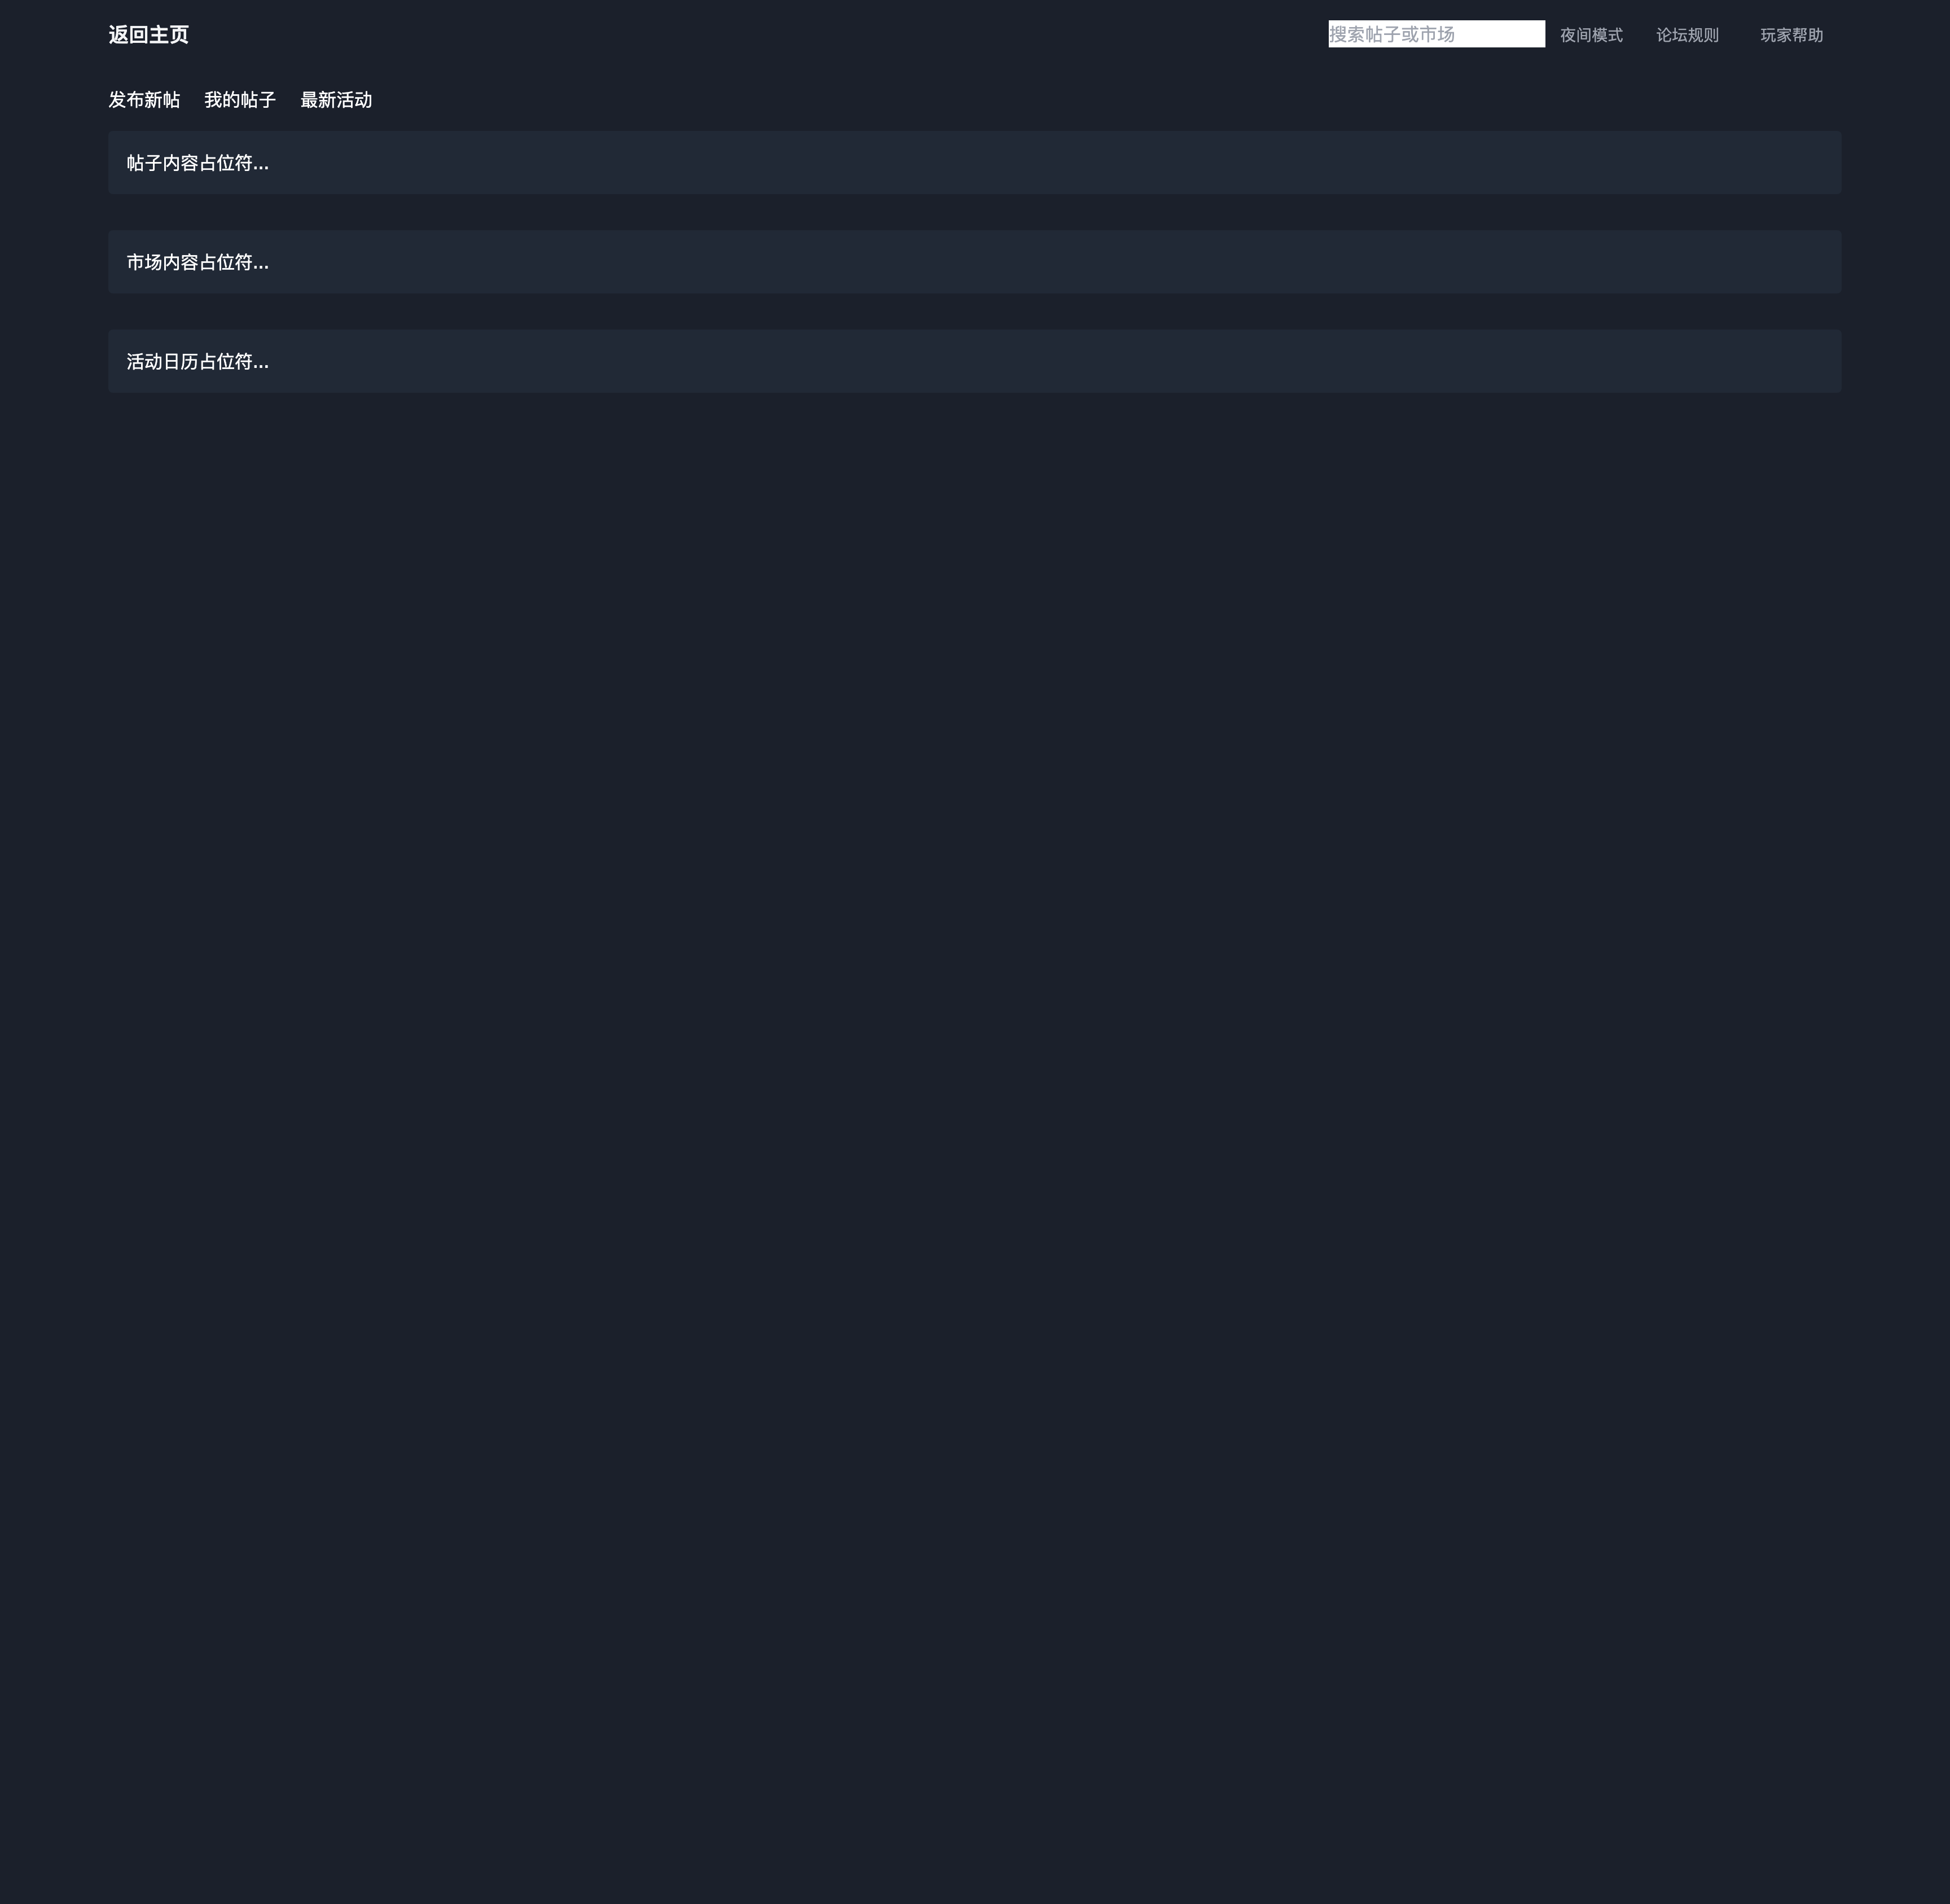 返回主页 搜索帖子或市场 夜间模式 论坛规则 玩家帮助
发布新帖 我的帖子 最新活动
帖子内容占位符...
市场内容占位符...
活动日历占位符...